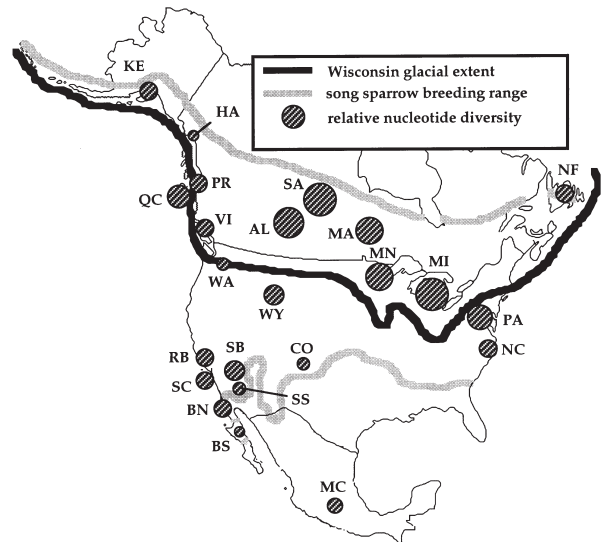 KE
Wisconsin glacial extent
song sparrow breeding range
relative nucleotide diversity
HA
NF
SA
PR
QC
AL
MA
VI
MN
MI
WA
WY
PA
NC
RB
SB
CO
SC
SS
BN
BS
MC